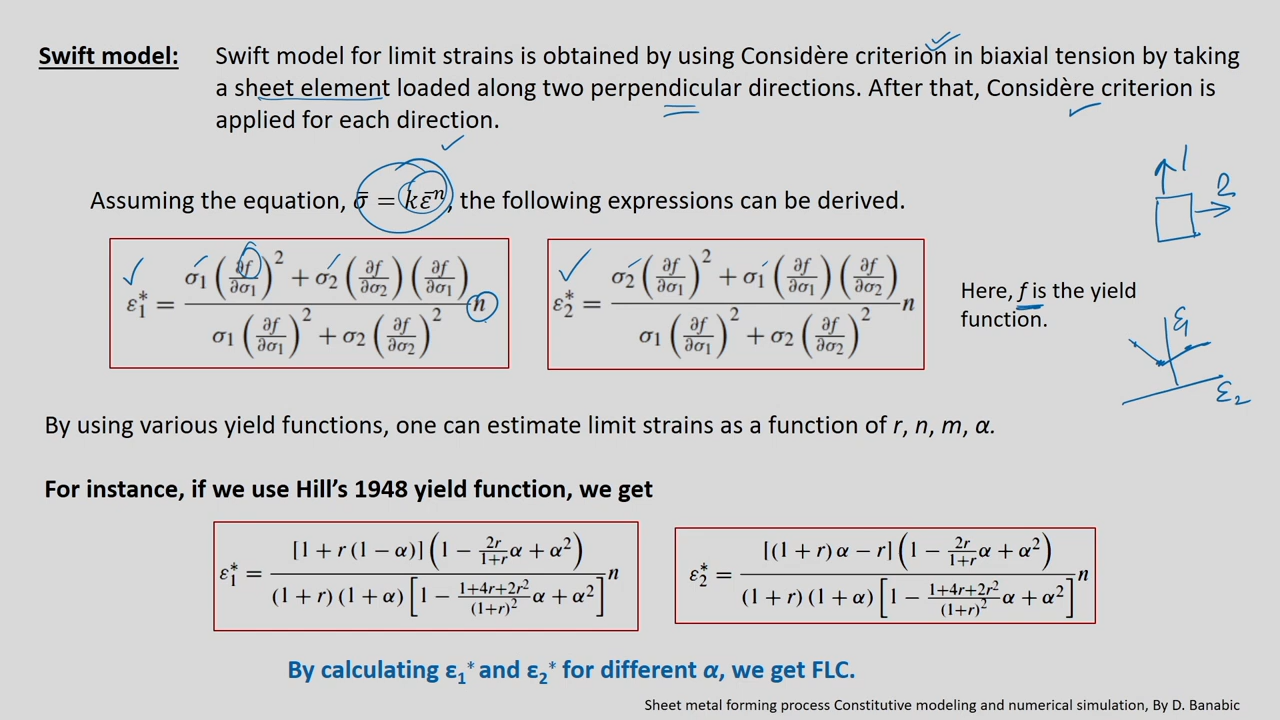 Swift model: Swift model for limit strains is obtained by using Considère criterion in biaxial tension by taking
a sheet element loaded along two perpendicular directions. After that, Considère criterion is
applied for each direction.
Assuming the equation, σ̄ = kε̄ⁿ, the following expressions can be derived.
ε₁* = [σ₁ (∂f/∂σ₁)² + σ₂ (∂f/∂σ₂) (∂f/∂σ₁)] / [σ₁ (∂f/∂σ₁)² + σ₂ (∂f/∂σ₂)²] n
ε₂* = [σ₂ (∂f/∂σ₁)² + σ₁ (∂f/∂σ₁) (∂f/∂σ₂)] / [σ₁ (∂f/∂σ₁)² + σ₂ (∂f/∂σ₂)²] n
1
2
Here, f is the yield
function.
ε₁
ε₂
By using various yield functions, one can estimate limit strains as a function of r, n, m, α.
For instance, if we use Hill's 1948 yield function, we get
ε₁* = [1 + r (1 − α)] (1 − 2r/1+r α + α²) / (1 + r) (1 + α) [1 − 1+4r+2r²/(1+r)² α + α²] n
ε₂* = [(1 + r) α − r] (1 − 2r/1+r α + α²) / (1 + r) (1 + α) [1 − 1+4r+2r²/(1+r)² α + α²] n
By calculating ε₁* and ε₂* for different α, we get FLC.
Sheet metal forming process Constitutive modeling and numerical simulation, By D. Banabic